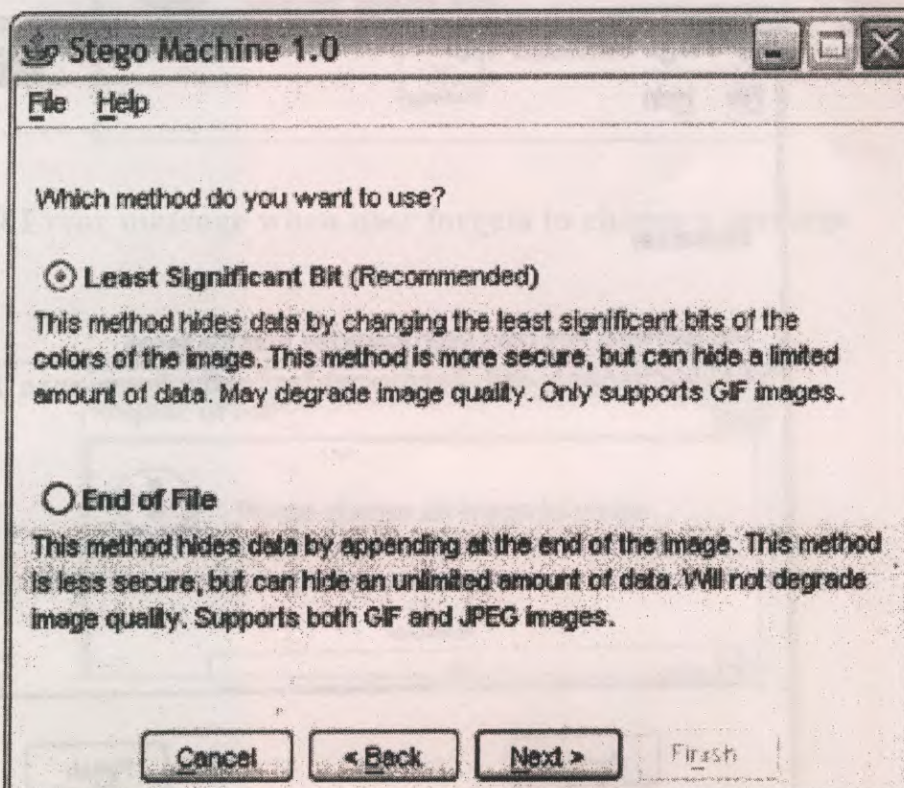 Stego Machine 1.0
File Help
Which method do you want to use?
Least Significant Bit (Recommended)
This method hides data by changing the least significant bits of the
colors of the image. This method is more secure, but can hide a limited
amount of data. May degrade image quality. Only supports GIF images.
End of File
This method hides data by appending at the end of the image. This method
is less secure, but can hide an unlimited amount of data. Will not degrade
image quality. Supports both GIF and JPEG images.
Cancel < Back Next > Finish